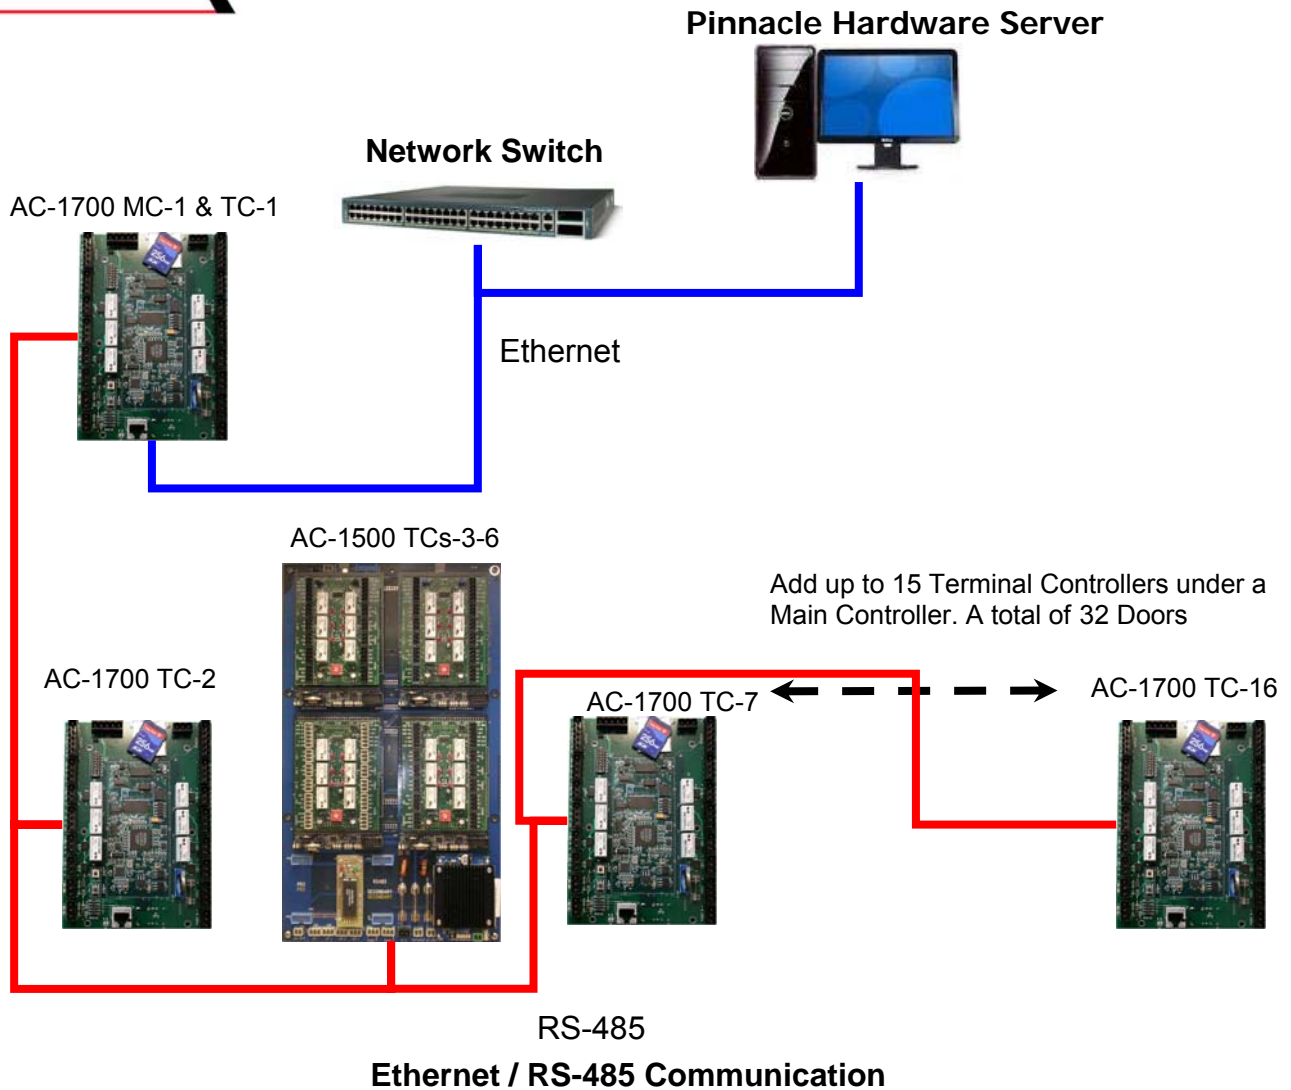 Pinnacle Hardware Server
Network Switch
AC-1700 MC-1 & TC-1
Ethernet
AC-1500 TCs-3-6
Add up to 15 Terminal Controllers under a
Main Controller. A total of 32 Doors
AC-1700 TC-2
AC-1700 TC-7
AC-1700 TC-16
RS-485
Ethernet / RS-485 Communication